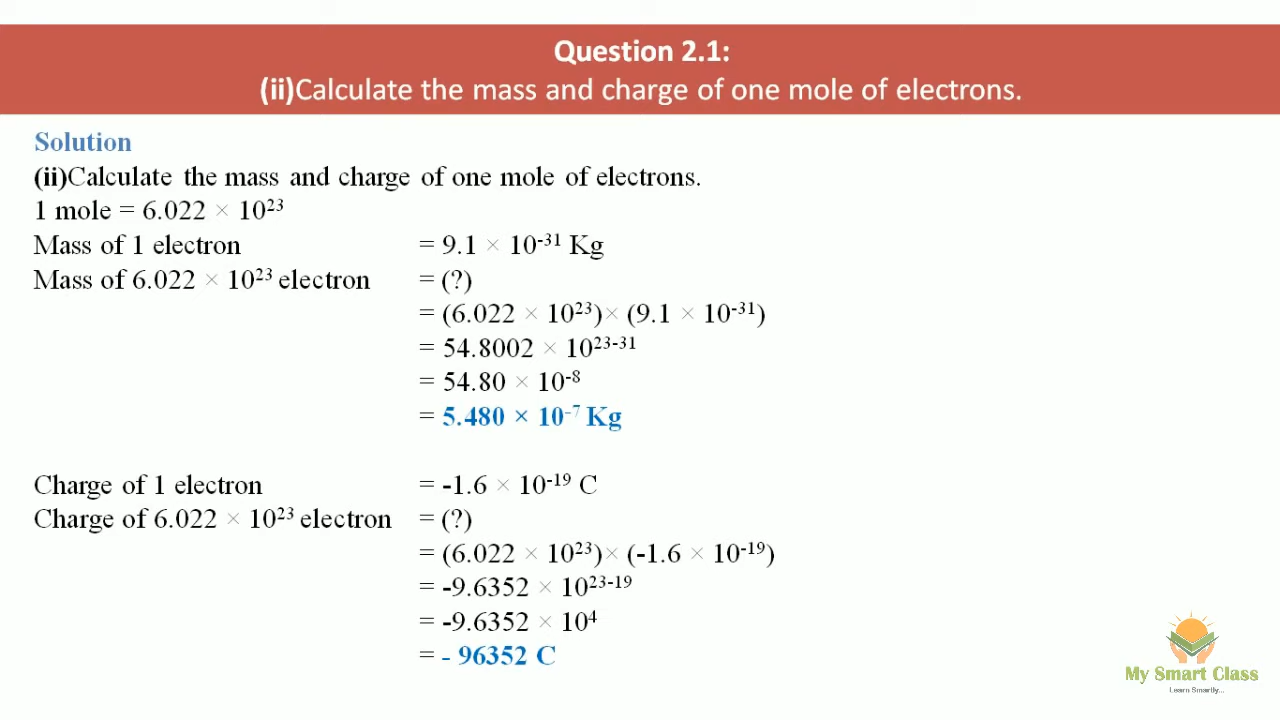 Question 2.1:
(ii)Calculate the mass and charge of one mole of electrons.
Solution
(ii)Calculate the mass and charge of one mole of electrons.
1 mole = 6.022 × 10²³
Mass of 1 electron = 9.1 × 10⁻³¹ Kg
Mass of 6.022 × 10²³ electron = (?)
= (6.022 × 10²³)× (9.1 × 10⁻³¹)
= 54.8002 × 10²³⁻³¹
= 54.80 × 10⁻⁸
= 5.480 × 10⁻⁷ Kg
Charge of 1 electron = -1.6 × 10⁻¹⁹ C
Charge of 6.022 × 10²³ electron = (?)
= (6.022 × 10²³)× (-1.6 × 10⁻¹⁹)
= -9.6352 × 10²³⁻¹⁹
= -9.6352 × 10⁴
= - 96352 C
My Smart Class
Learn Smartly...